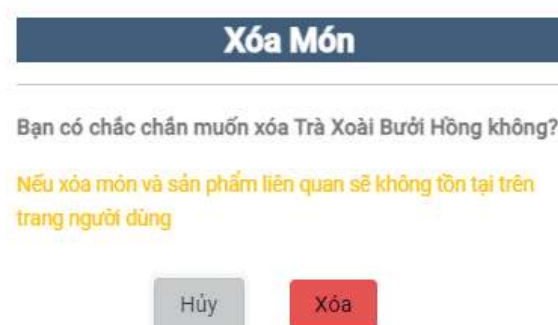 Xóa Món
Bạn có chắc chắn muốn xóa Trà Xoài Bưởi Hồng không?
Nếu xóa món và sản phẩm liên quan sẽ không tồn tại trên
trang người dùng
Hủy Xóa